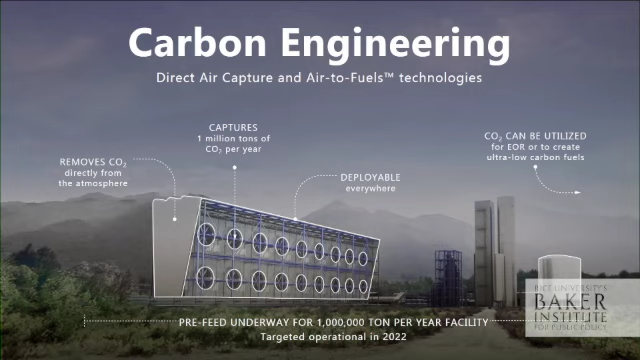 Carbon Engineering
Direct Air Capture and Air-to-Fuels™ technologies
CAPTURES
1 million tons of
CO₂ per year
CO₂ CAN BE UTILIZED
for EOR or to create
ultra-low carbon fuels
REMOVES CO₂
directly from
the atmosphere
DEPLOYABLE
everywhere
RICE UNIVERSITY'S
BAKER
INSTITUTE
FOR PUBLIC POLICY
PRE-FEED UNDERWAY FOR 1,000,000 TON PER YEAR FACILITY
Targeted operational in 2022